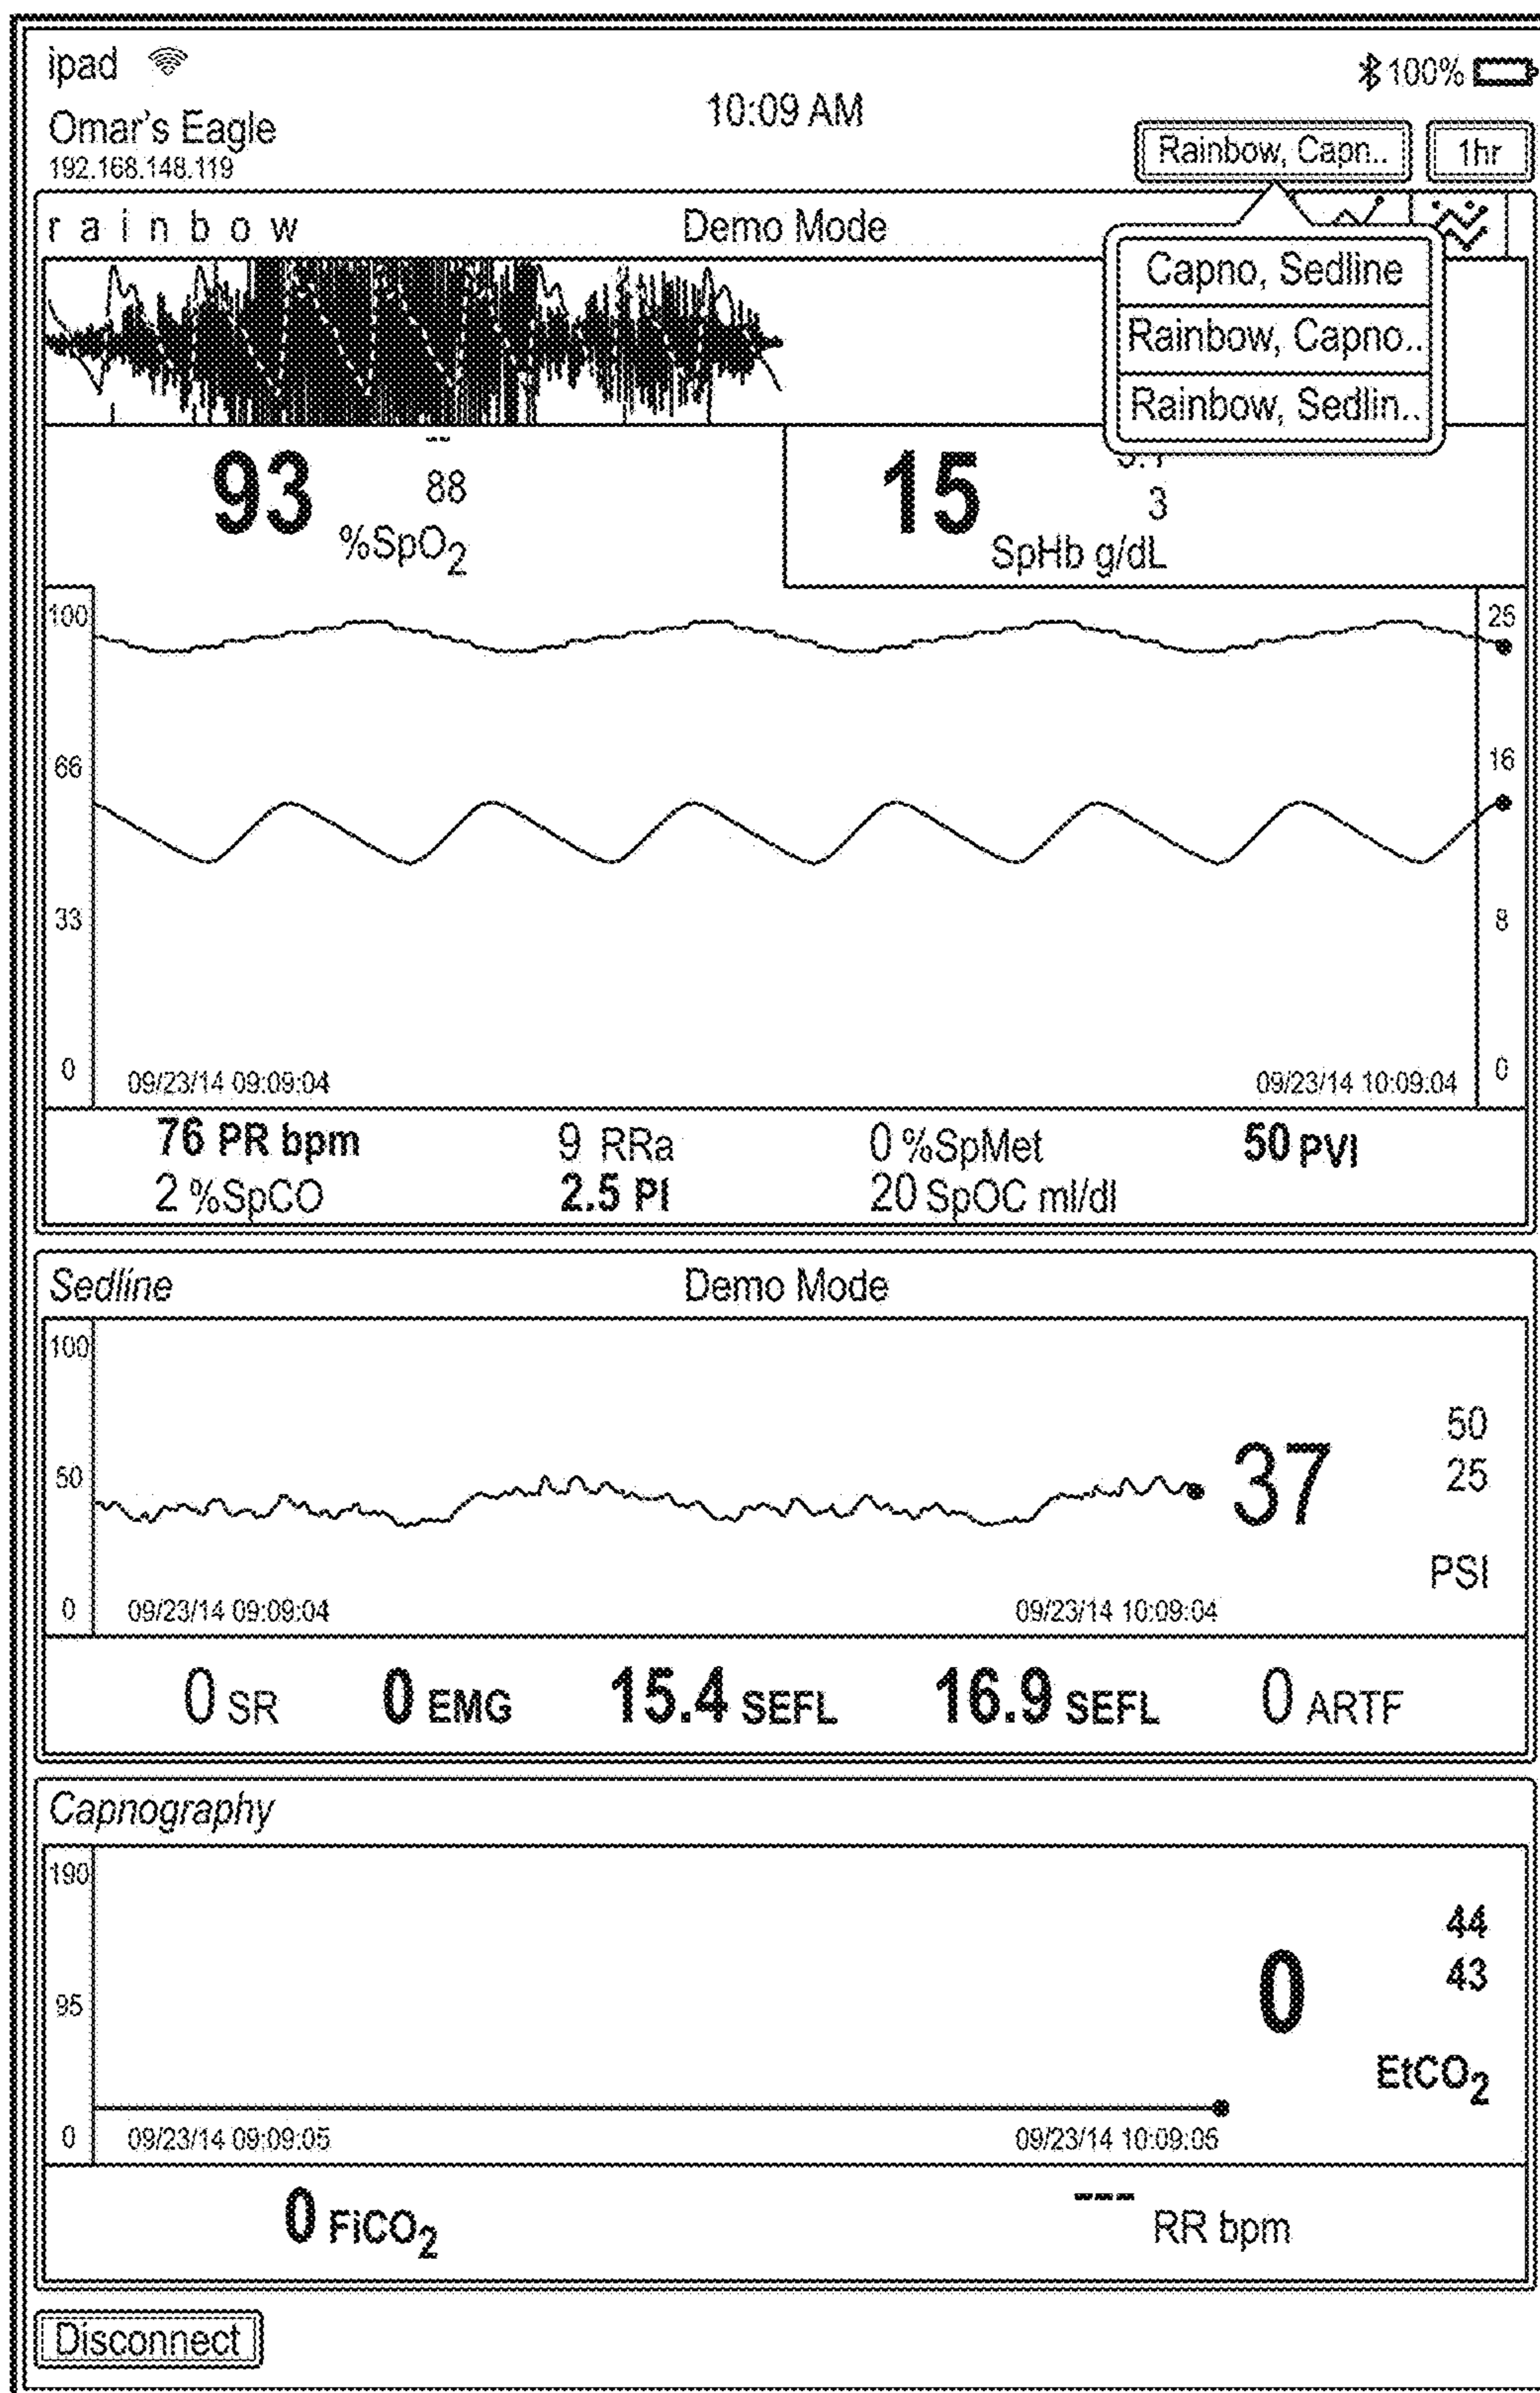 ipad
100%
10:09 AM
Omar's Eagle
192.168.148.119
Rainbow, Capn..
1hr
rainbow
Demo Mode
Capno, Sedline
Rainbow, Capno..
Rainbow, Sedlin..
93
--
88
%SpO2
15
3
SpHb g/dL
100
66
33
0
25
16
8
0
09/23/14 09:09:04
09/23/14 10:09:04
76 PR bpm
9 RRa
0 %SpMet
50 PVI
2 %SpCO
2.5 PI
20 SpOC ml/dl
Sedline
Demo Mode
100
50
0
37
50
25
PSI
09/23/14 09:09:04
09/23/14 10:09:04
0 SR
0 EMG
15.4 SEFL
16.9 SEFL
0 ARTF
Capnography
190
95
0
0
44
43
EtCO2
09/23/14 09:09:05
09/23/14 10:09:05
0 FiCO2
---
RR bpm
Disconnect